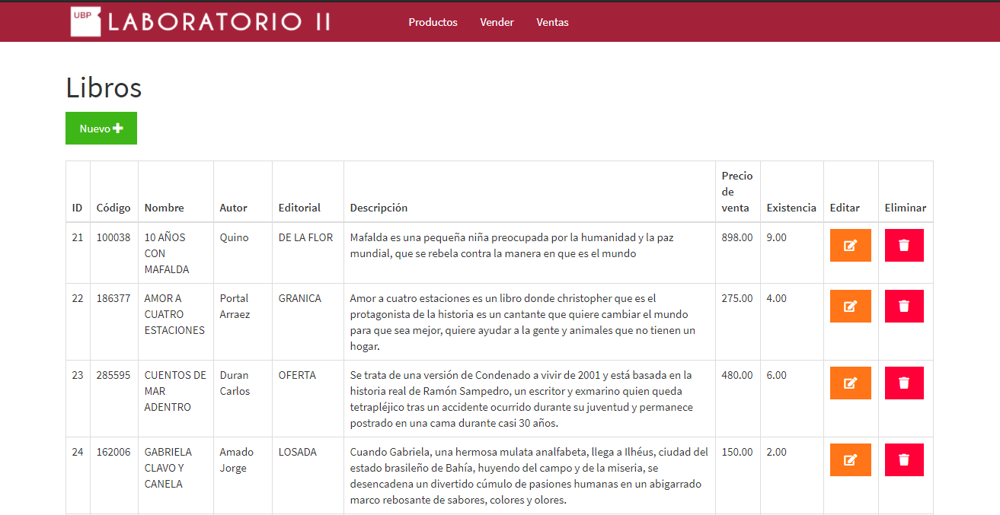 UBP LABORATORIO II Productos Vender Ventas
Libros
Nuevo
ID Código Nombre Autor Editorial Descripción Precio de venta Existencia Editar Eliminar
21 100038 10 AÑOS CON MAFALDA Quino DE LA FLOR Mafalda es una pequeña niña preocupada por la humanidad y la paz mundial, que se rebela contra la manera en que es el mundo 898.00 9.00
22 186377 AMOR A CUATRO ESTACIONES Portal Arraez GRANICA Amor a cuatro estaciones es un libro donde christopher que es el protagonista de la historia es un cantante que quiere cambiar el mundo para que sea mejor, quiere ayudar a la gente y animales que no tienen un hogar. 275.00 4.00
23 285595 CUENTOS DE MAR ADENTRO Duran Carlos OFERTA Se trata de una versión de Condenado a vivir de 2001 y está basada en la historia real de Ramón Sampedro, un escritor y exmarino quien queda tetrapléjico tras un accidente ocurrido durante su juventud y permanece postrado en una cama durante casi 30 años. 480.00 6.00
24 162006 GABRIELA CLAVO Y CANELA Amado Jorge LOSADA Cuando Gabriela, una hermosa mulata analfabeta, llega a Ilhéus, ciudad del estado brasileño de Bahía, huyendo del campo y de la miseria, se desencadena un divertido cúmulo de pasiones humanas en un abigarrado marco rebosante de sabores, colores y olores. 150.00 2.00